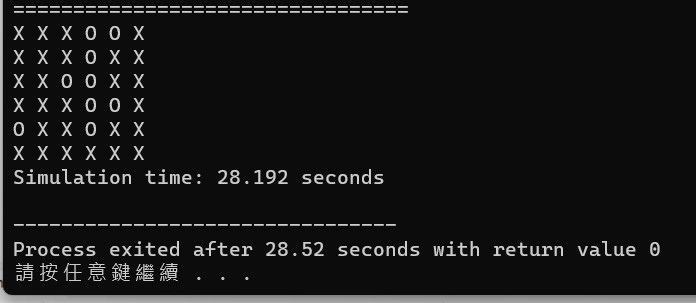 =================================
X X X O O X
X X X O X X
X X O O X X
X X X O O X
O X X O X X
X X X X X X
Simulation time: 28.192 seconds
--------------------------------
Process exited after 28.52 seconds with return value 0
請按任意鍵繼續 . . .